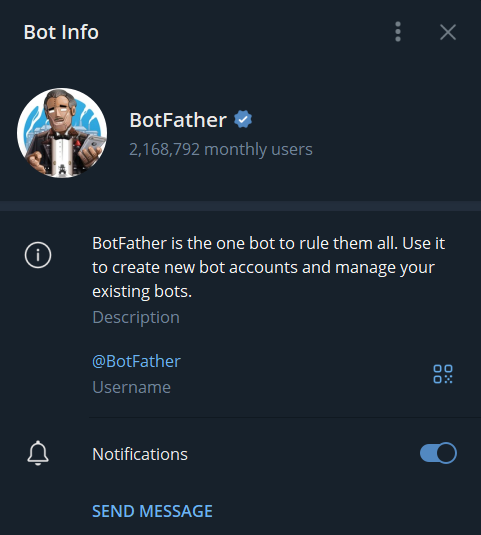 Bot Info
BotFather
2,168,792 monthly users
BotFather is the one bot to rule them all. Use it
to create new bot accounts and manage your
existing bots.
Description
@BotFather
Username
Notifications
SEND MESSAGE